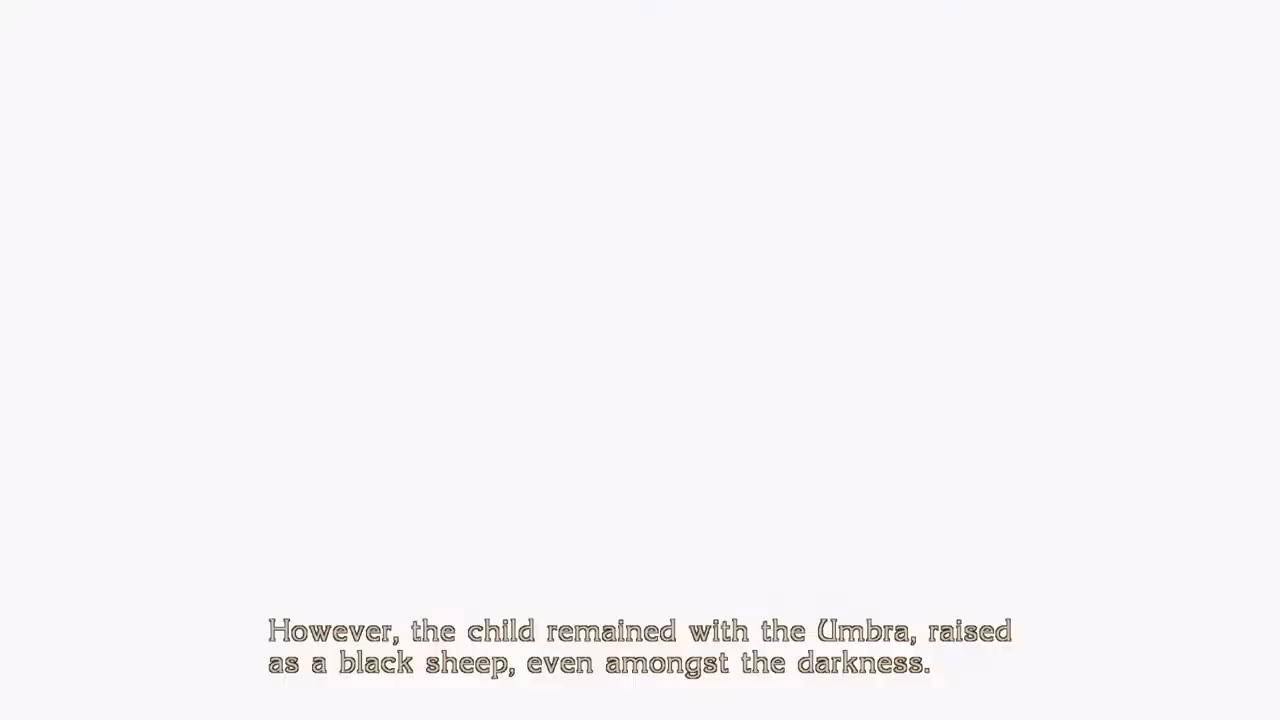 However, the child remained with the Umbra, raised
as a black sheep, even amongst the darkness.